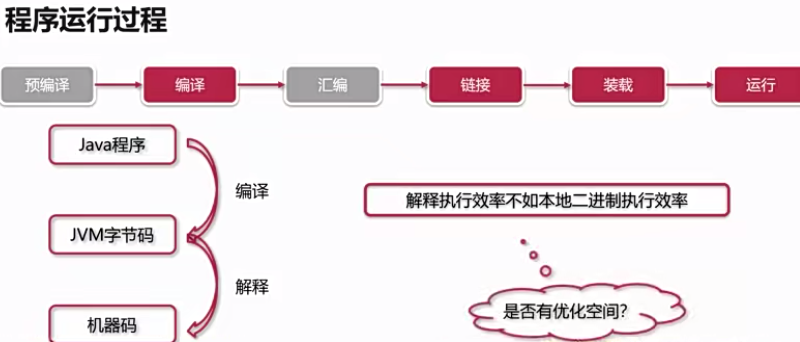 程序运行过程
预编译
编译
汇编
链接
装载
运行
Java程序
编译
JVM字节码
解释
机器码
解释执行效率不如本地二进制执行效率
是否有优化空间？